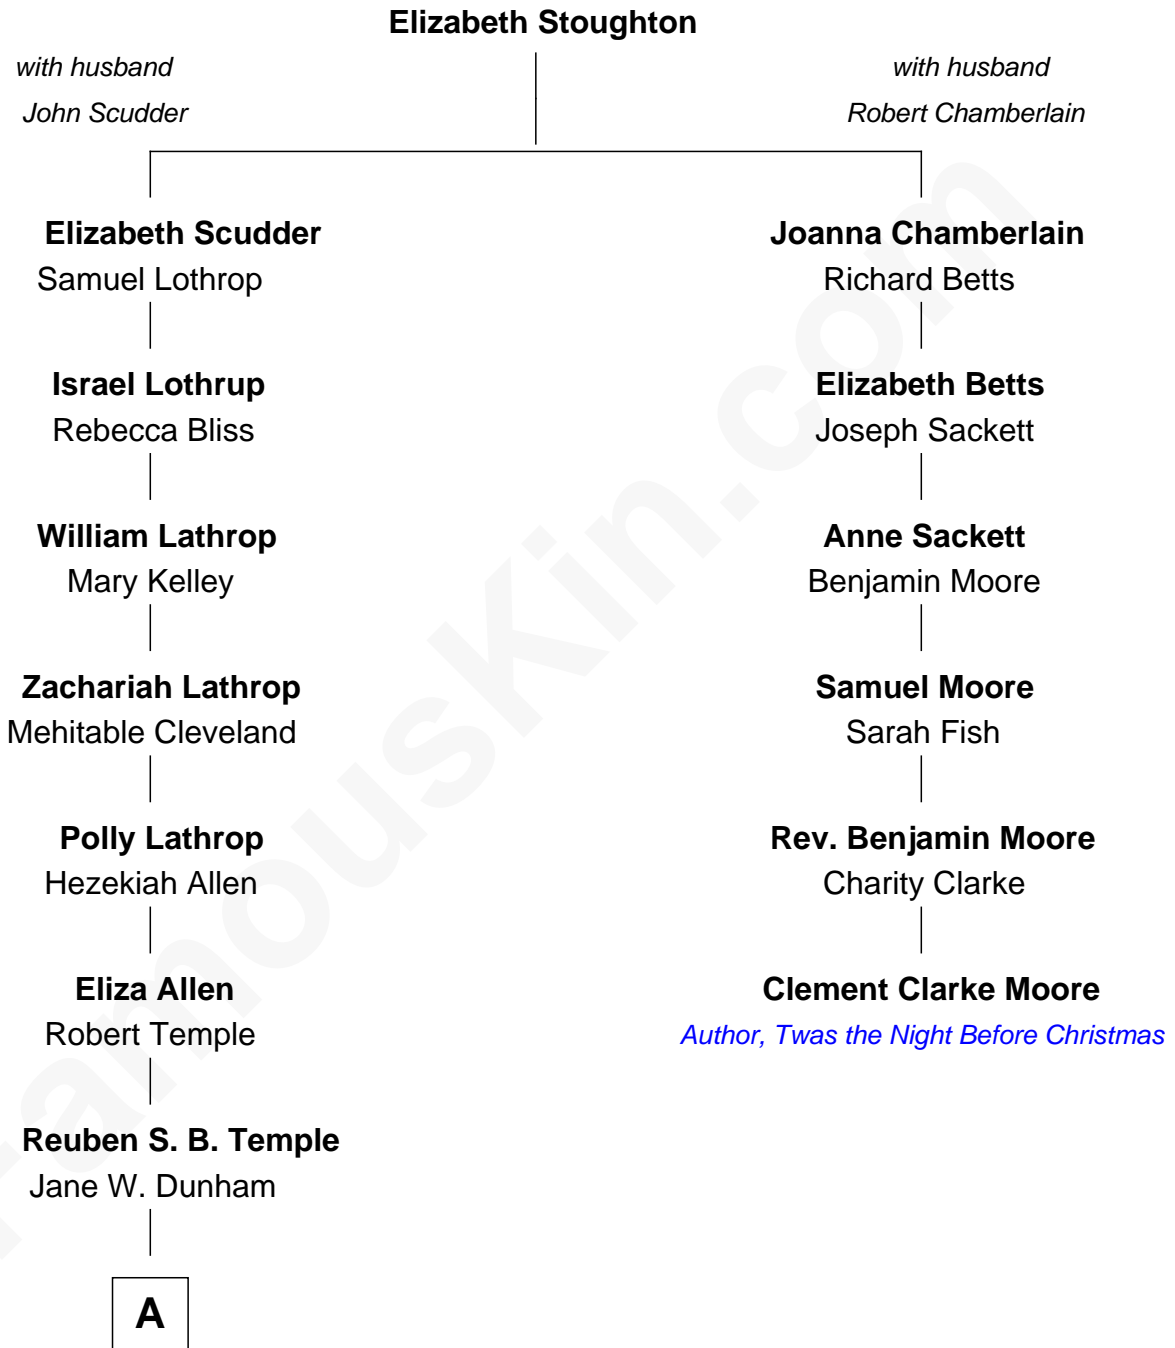 Elizabeth Stoughton
with husband
John Scudder
with husband
Robert Chamberlain
Elizabeth Scudder
Samuel Lothrop
Joanna Chamberlain
Richard Betts
Israel Lothrup
Rebecca Bliss
Elizabeth Betts
Joseph Sackett
William Lathrop
Mary Kelley
Anne Sackett
Benjamin Moore
Zachariah Lathrop
Mehitable Cleveland
Samuel Moore
Sarah Fish
Polly Lathrop
Hezekiah Allen
Rev. Benjamin Moore
Charity Clarke
Eliza Allen
Robert Temple
Clement Clarke Moore
Author, Twas the Night Before Christmas
Reuben S. B. Temple
Jane W. Dunham
A
FamousKin.com